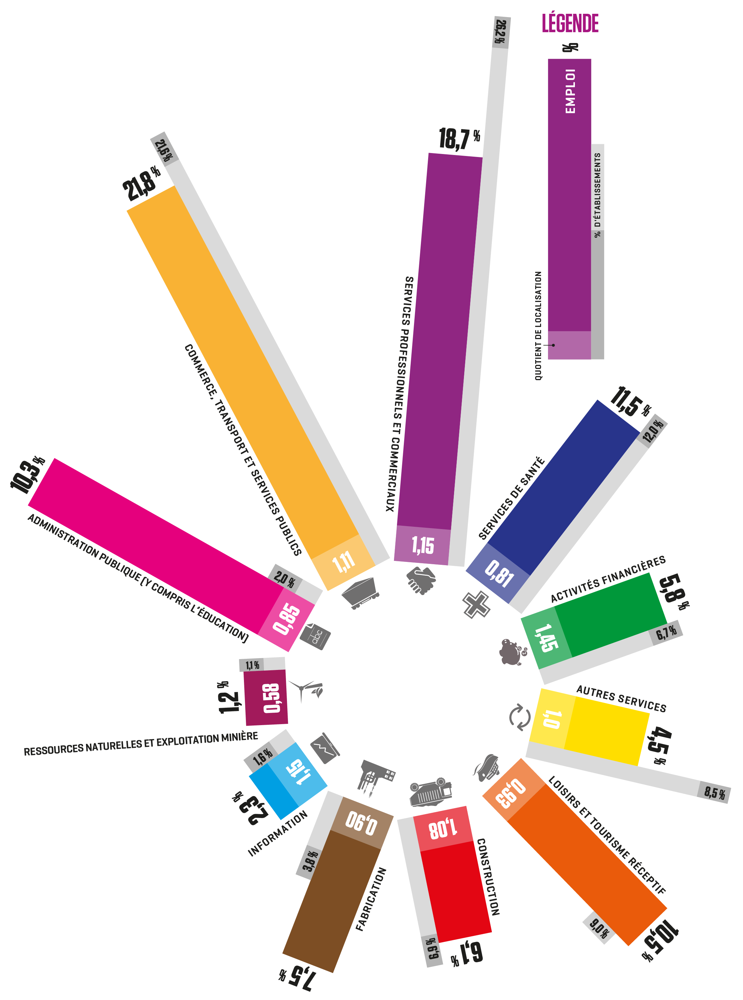 LÉGENDE
%
EMPLOI
% D'ÉTABLISSEMENTS
QUOTIENT DE LOCALISATION
26,2 %
18,7 %
SERVICES PROFESSIONNELS ET COMMERCIAUX
1,15
21,6 %
21,8 %
COMMERCE, TRANSPORT ET SERVICES PUBLICS
1,11
11,5 %
12,0 %
SERVICES DE SANTÉ
0,81
ACTIVITÉS FINANCIÈRES
5,8 %
6,7 %
1,45
AUTRES SERVICES
1,0
4,5 %
8,5 %
LOISIRS ET TOURISME RÉCEPTIF
0,93
9,0 %
10,5 %
CONSTRUCTION
1,08
6,9 %
6,1 %
FABRICATION
0,90
3,8 %
7,5 %
INFORMATION
1,15
1,6 %
2,3 %
RESSOURCES NATURELLES ET EXPLOITATION MINIÈRE
0,58
1,1 %
1,2 %
ADMINISTRATION PUBLIQUE (Y COMPRIS L'ÉDUCATION)
0,85
2,0 %
10,3 %
abc